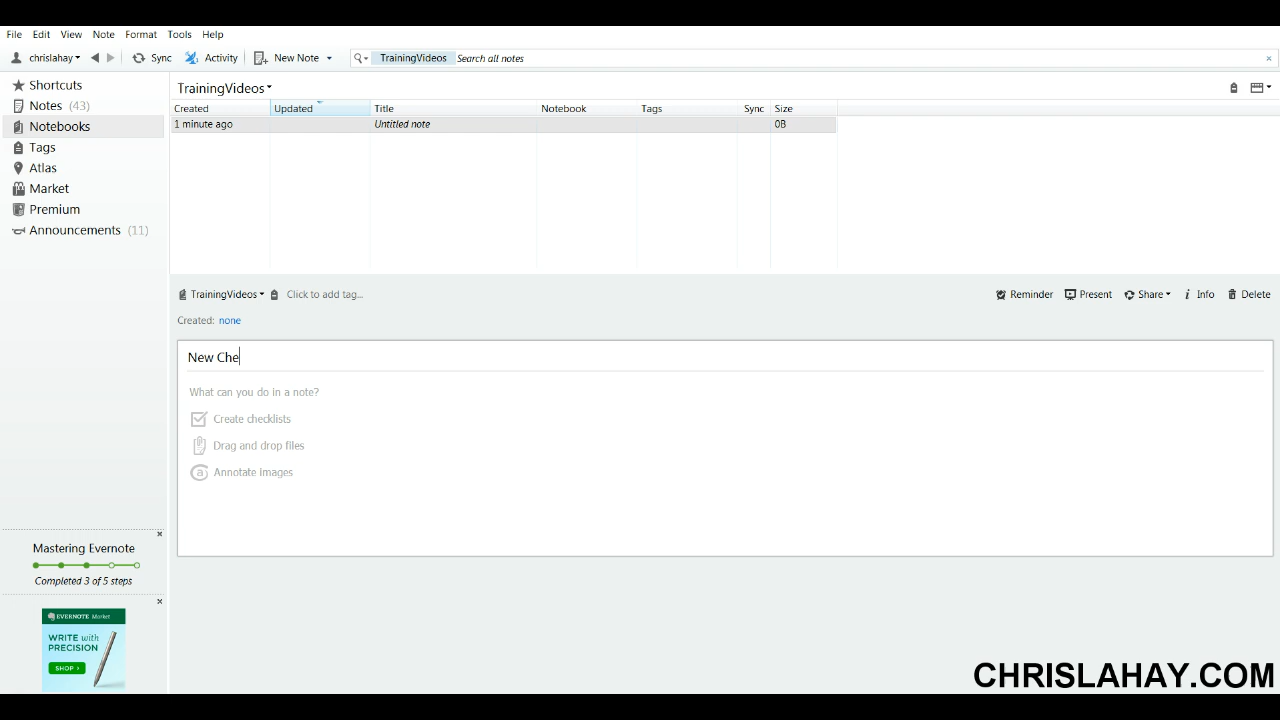 File Edit View Note Format Tools Help
chrislahay Sync Activity New Note TrainingVideos Search all notes
Shortcuts
Notes (43)
Notebooks
Tags
Atlas
Market
Premium
Announcements (11)
TrainingVideos
Created Updated Title Notebook Tags Sync Size
1 minute ago Untitled note 0B
TrainingVideos Click to add tag... Reminder Present Share Info Delete
Created: none
New Che
What can you do in a note?
Create checklists
Drag and drop files
Annotate images
Mastering Evernote
Completed 3 of 5 steps
EVERNOTE Market
WRITE with
PRECISION
SHOP >
CHRISLAHAY.COM